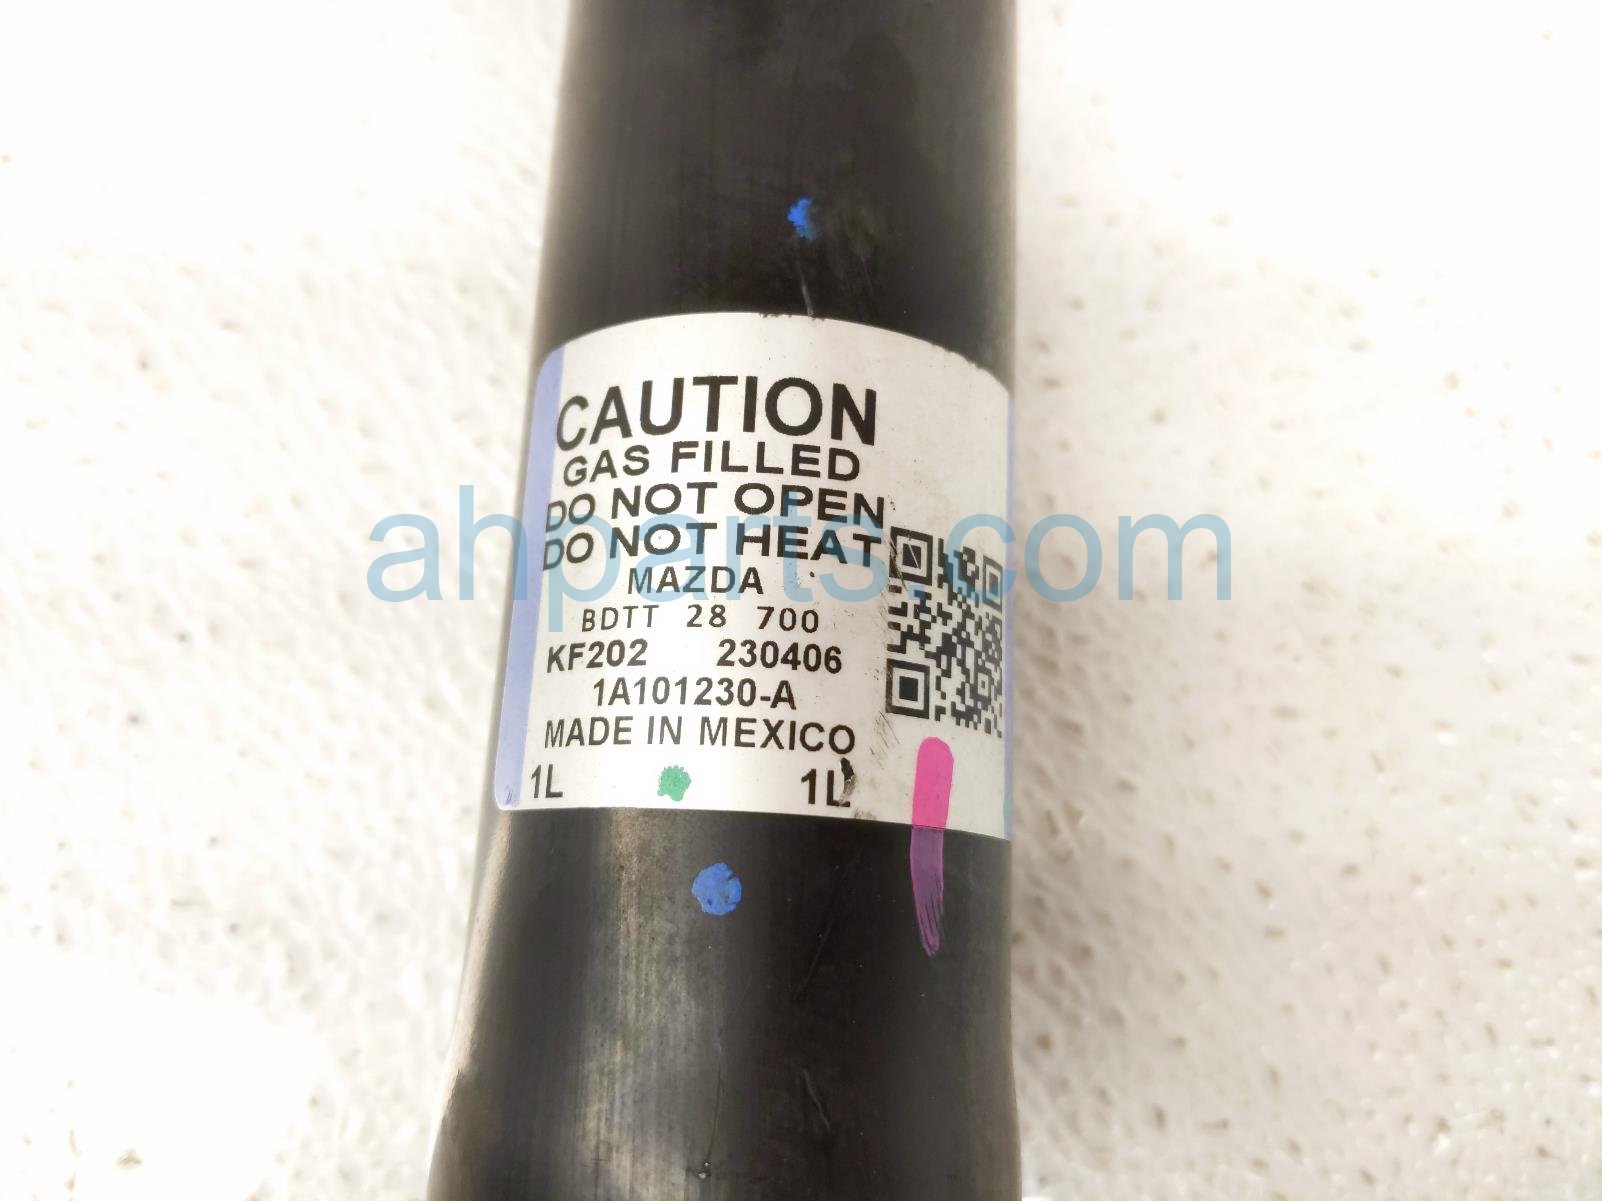 CAUTION
GAS FILLED
DO NOT OPEN
DO NOT HEAT
MAZDA
BDTT 28 700
KF202 230406
1A101230-A
MADE IN MEXICO
1L 1L
ahparts.com